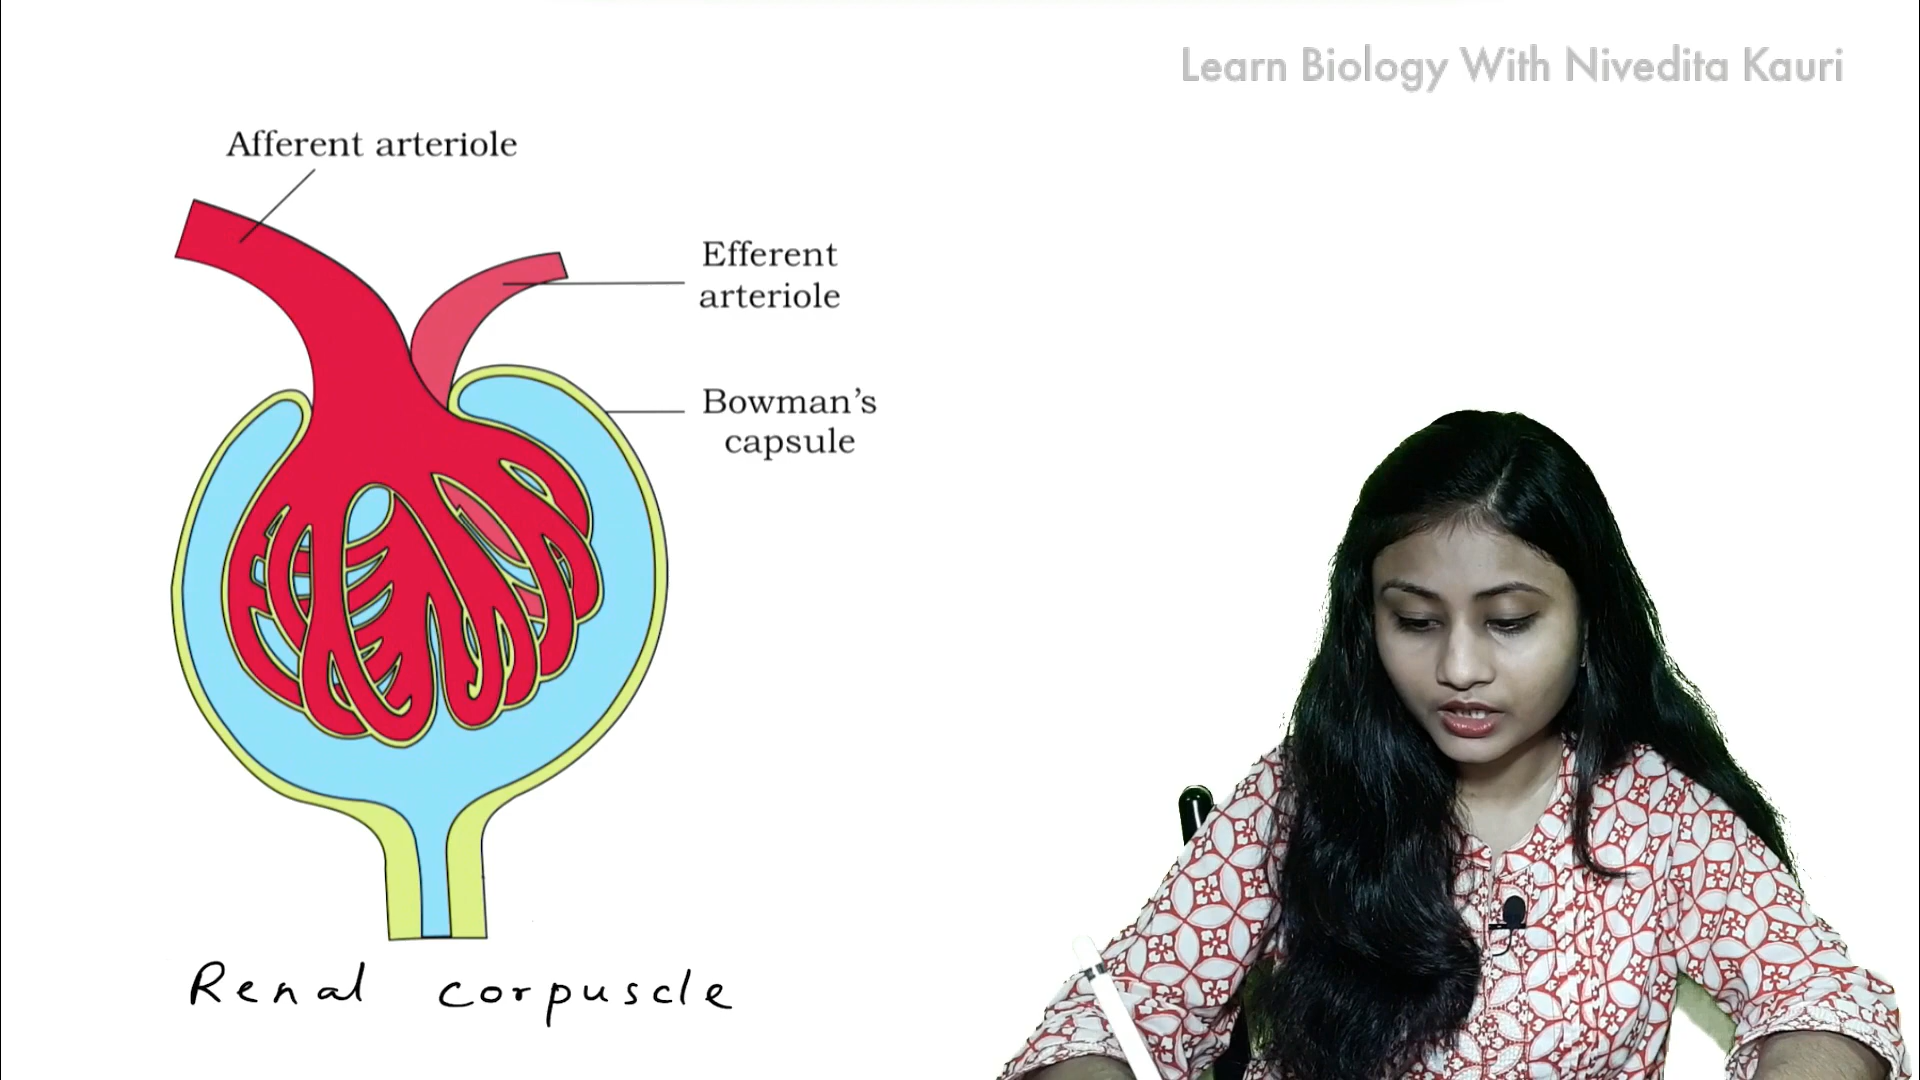 Learn Biology With Nivedita Kauri
Afferent arteriole
Efferent
arteriole
Bowman's
capsule
Renal corpuscle